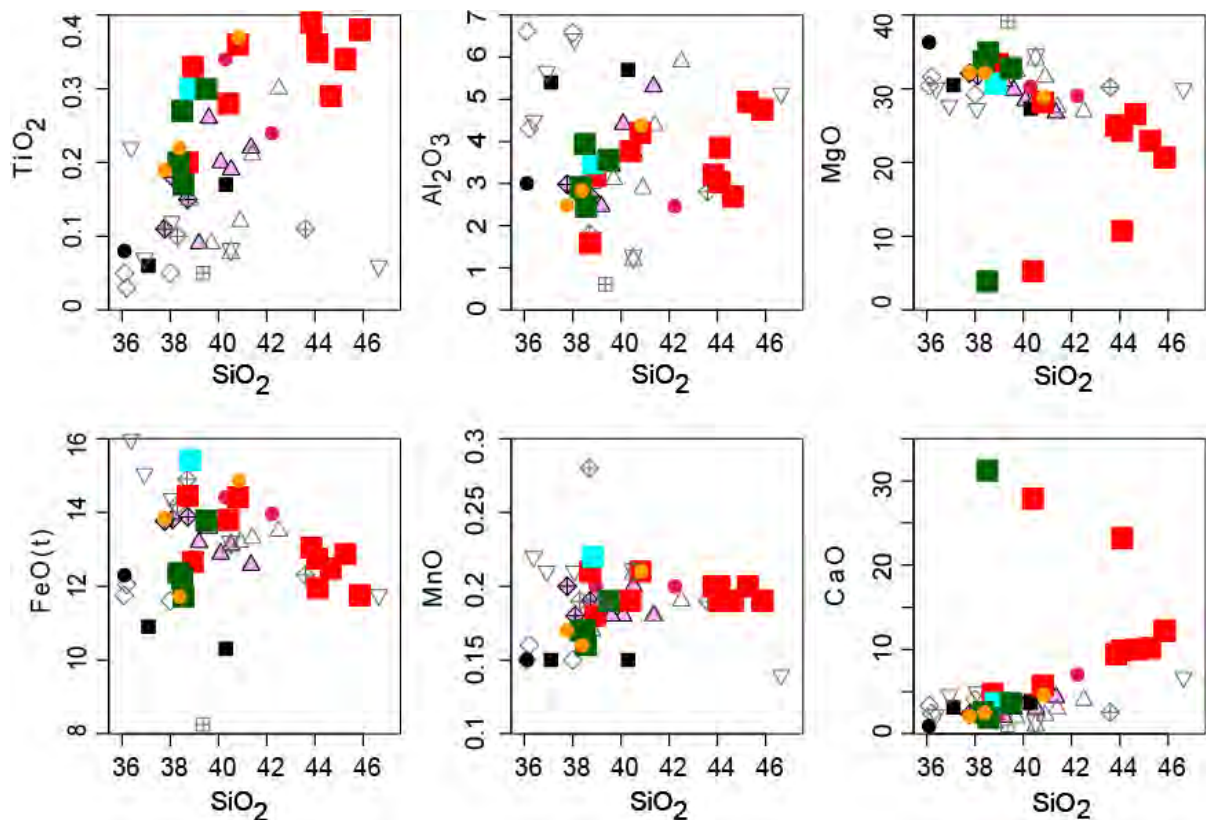 TiO2
0 0.1 0.2 0.3 0.4
36 38 40 42 44 46
SiO2
Al2O3
0 1 2 3 4 5 6 7
36 38 40 42 44 46
SiO2
MgO
0 10 20 30 40
36 38 40 42 44 46
SiO2
FeO(t)
8 10 12 14 16
36 38 40 42 44 46
SiO2
MnO
0.1 0.15 0.2 0.25 0.3
36 38 40 42 44 46
SiO2
CaO
0 10 20 30
36 38 40 42 44 46
SiO2